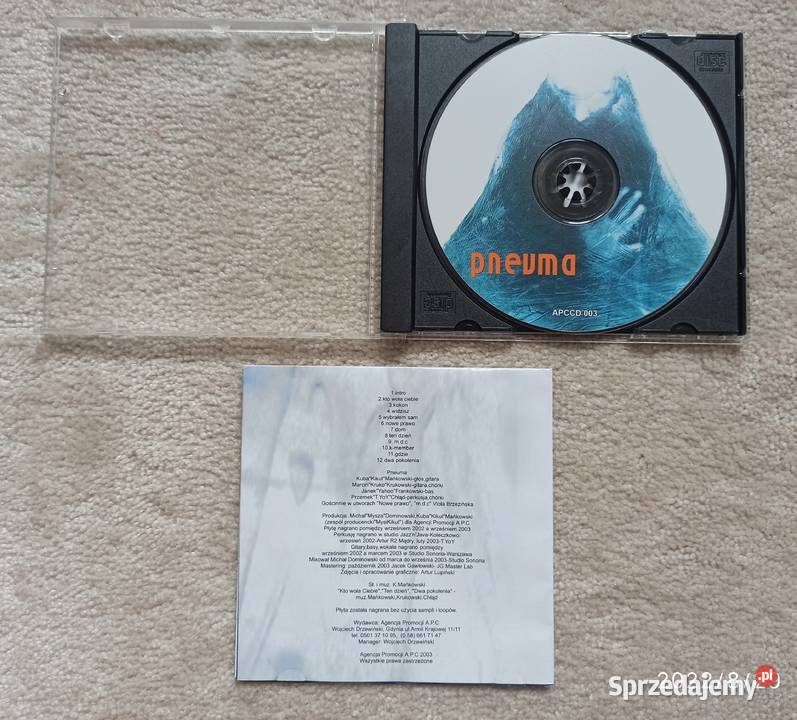 disc
pneuma
APCCD 003
1.intro
2.kto woła ciebie
3.kokon
4 widzisz
5 wybrałem sam
6 nowe prawo
7 dom
8 ten dzień
9. m.d.c
10.k-member
11.gdzie
12 dwa pokolenia
Pneuma
Kuba"Kikut"Mańkowski-głos,gitara
Marcin"Kruko"Krukowski-gitara,chórki
Janek"Yahoo"Frankowski-bas
Przemek"T.YoY"Chłąd-perkusja,chórki
Gościnnie w utworach "Nowe prawo", "m.d.c" Viola Brzezińska
Produkcja: Michał"Mysza"Dominowski,Kuba"Kikut"Mańkowski
(zespół producencki"MysiKikut") dla Agencji Promocji A.P.C
Płytę nagrano pomiędzy wrześniem 2002 a wrześniem 2003
Perkusję nagrano w studio Jazz'n'Java-Koleczkowo:
wrzesień 2002-Artur R2 Mądry, luty 2003-T.YoY
Gitary,basy,wokale nagrano pomiędzy
wrześniem 2002 a marcem 2003 w Studio Sonoria-Warszawa
Mixował Michał Dominowski od marca do września 2003-Studio Sonoria
Mastering: październik 2003 Jacek Gawłowski- JG Master Lab
Zdjęcia i opracowanie graficzne: Artur Łupiński
Sł. i muz. K.Mańkowski
"Kto woła Ciebie","Ten dzień", "Dwa pokolenia" -
muz.Mańkowski,Krukowski,Chłąd
Płyta została nagrana bez użycia sampli i loopów.
Wydawca: Agencja Promocji A.P.C
Wojciech Drzewiński, Gdynia ul.Armii Krajowej 11/11
tel. 0501 37 10 95, (0 58) 661 71 47
Manager: Wojciech Drzewiński
Agencja Promocji A.P.C 2003
Wszystkie prawa zastrzeżone
Sprzedajemy.pl